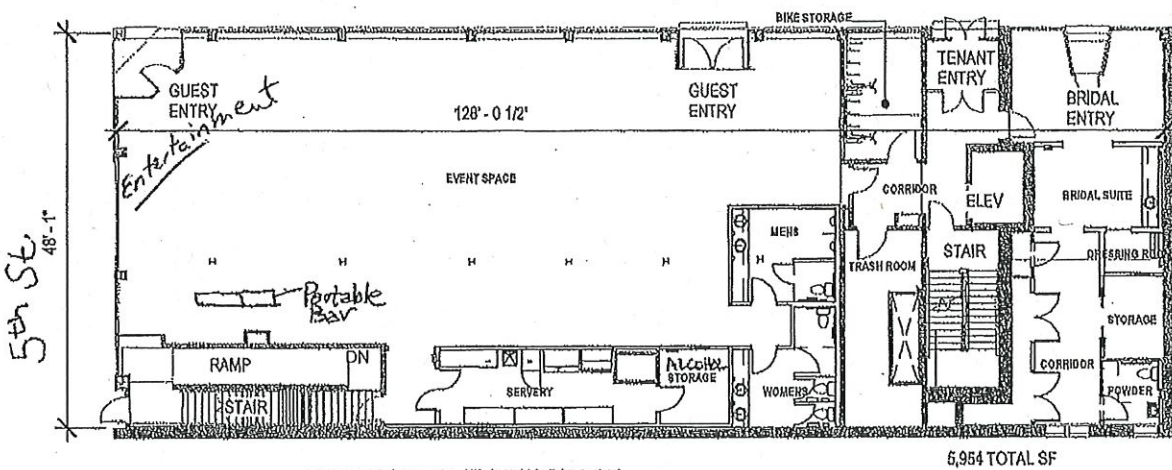 BIKE STORAGE
GUEST
ENTRY
Entertainment
128' - 0 1/2"
GUEST
ENTRY
TENANT
ENTRY
BRIDAL
ENTRY
EVENT SPACE
CORRIDOR
ELEV
BRIDAL SUITE
5th St.
48'-1"
MENS
TRASH ROOM
STAIR
DRESSING R
Portable
Bar
STORAGE
RAMP
DN
SERVERY
Alcohol
STORAGE
WOMENS
CORRIDOR
POWDER
STAIR
5,954 TOTAL SF